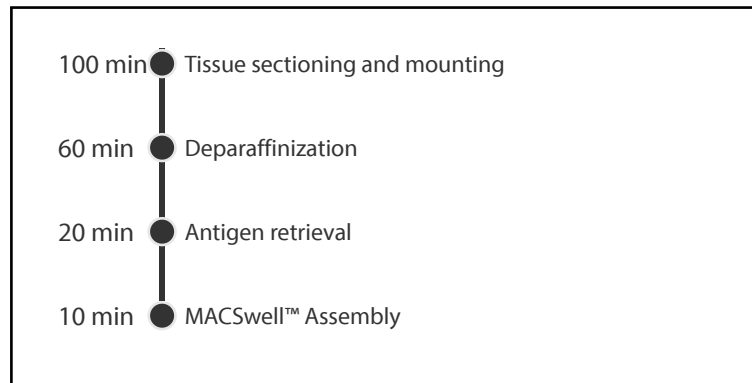 100 min Tissue sectioning and mounting
60 min Deparaffinization
20 min Antigen retrieval
10 min MACSwell™ Assembly